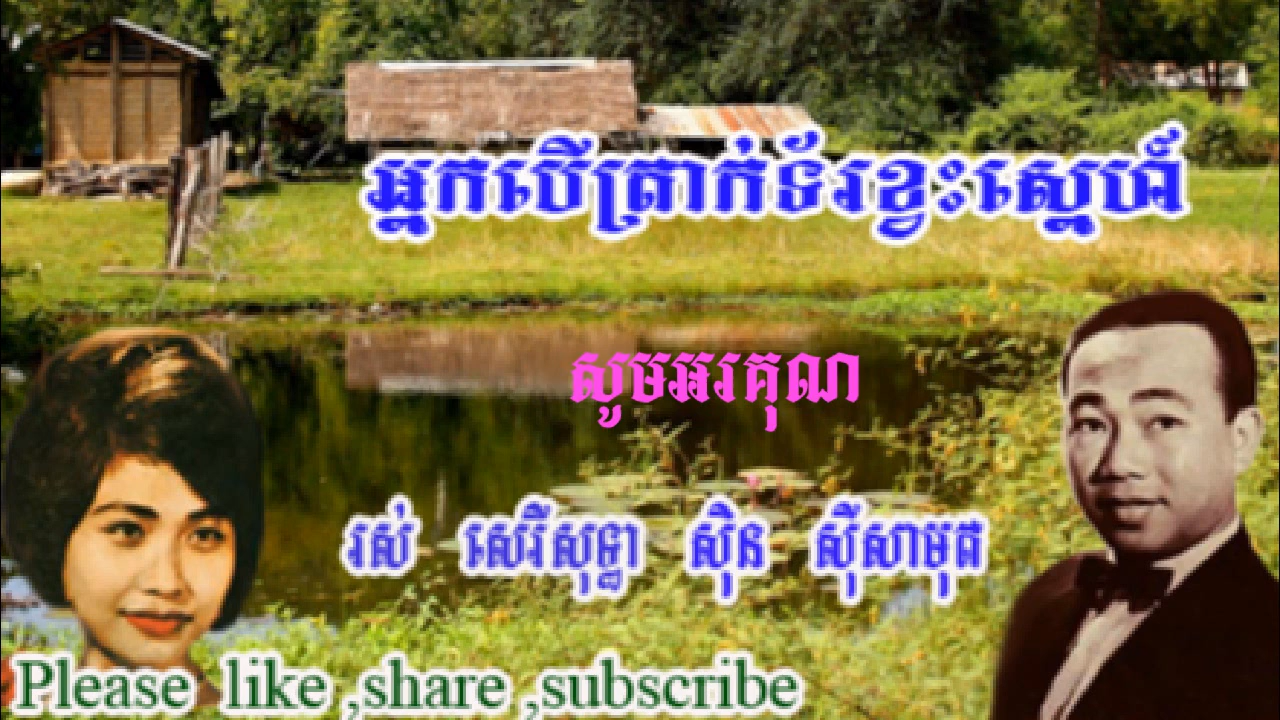 អ្នកបើត្រាក់ទ័រខ្វះស្នេហ៍
សូមអរគុណ
រស់ សេរីសុទ្ធា ស៊ិន ស៊ីសាមុត
Please like ,share ,subscribe